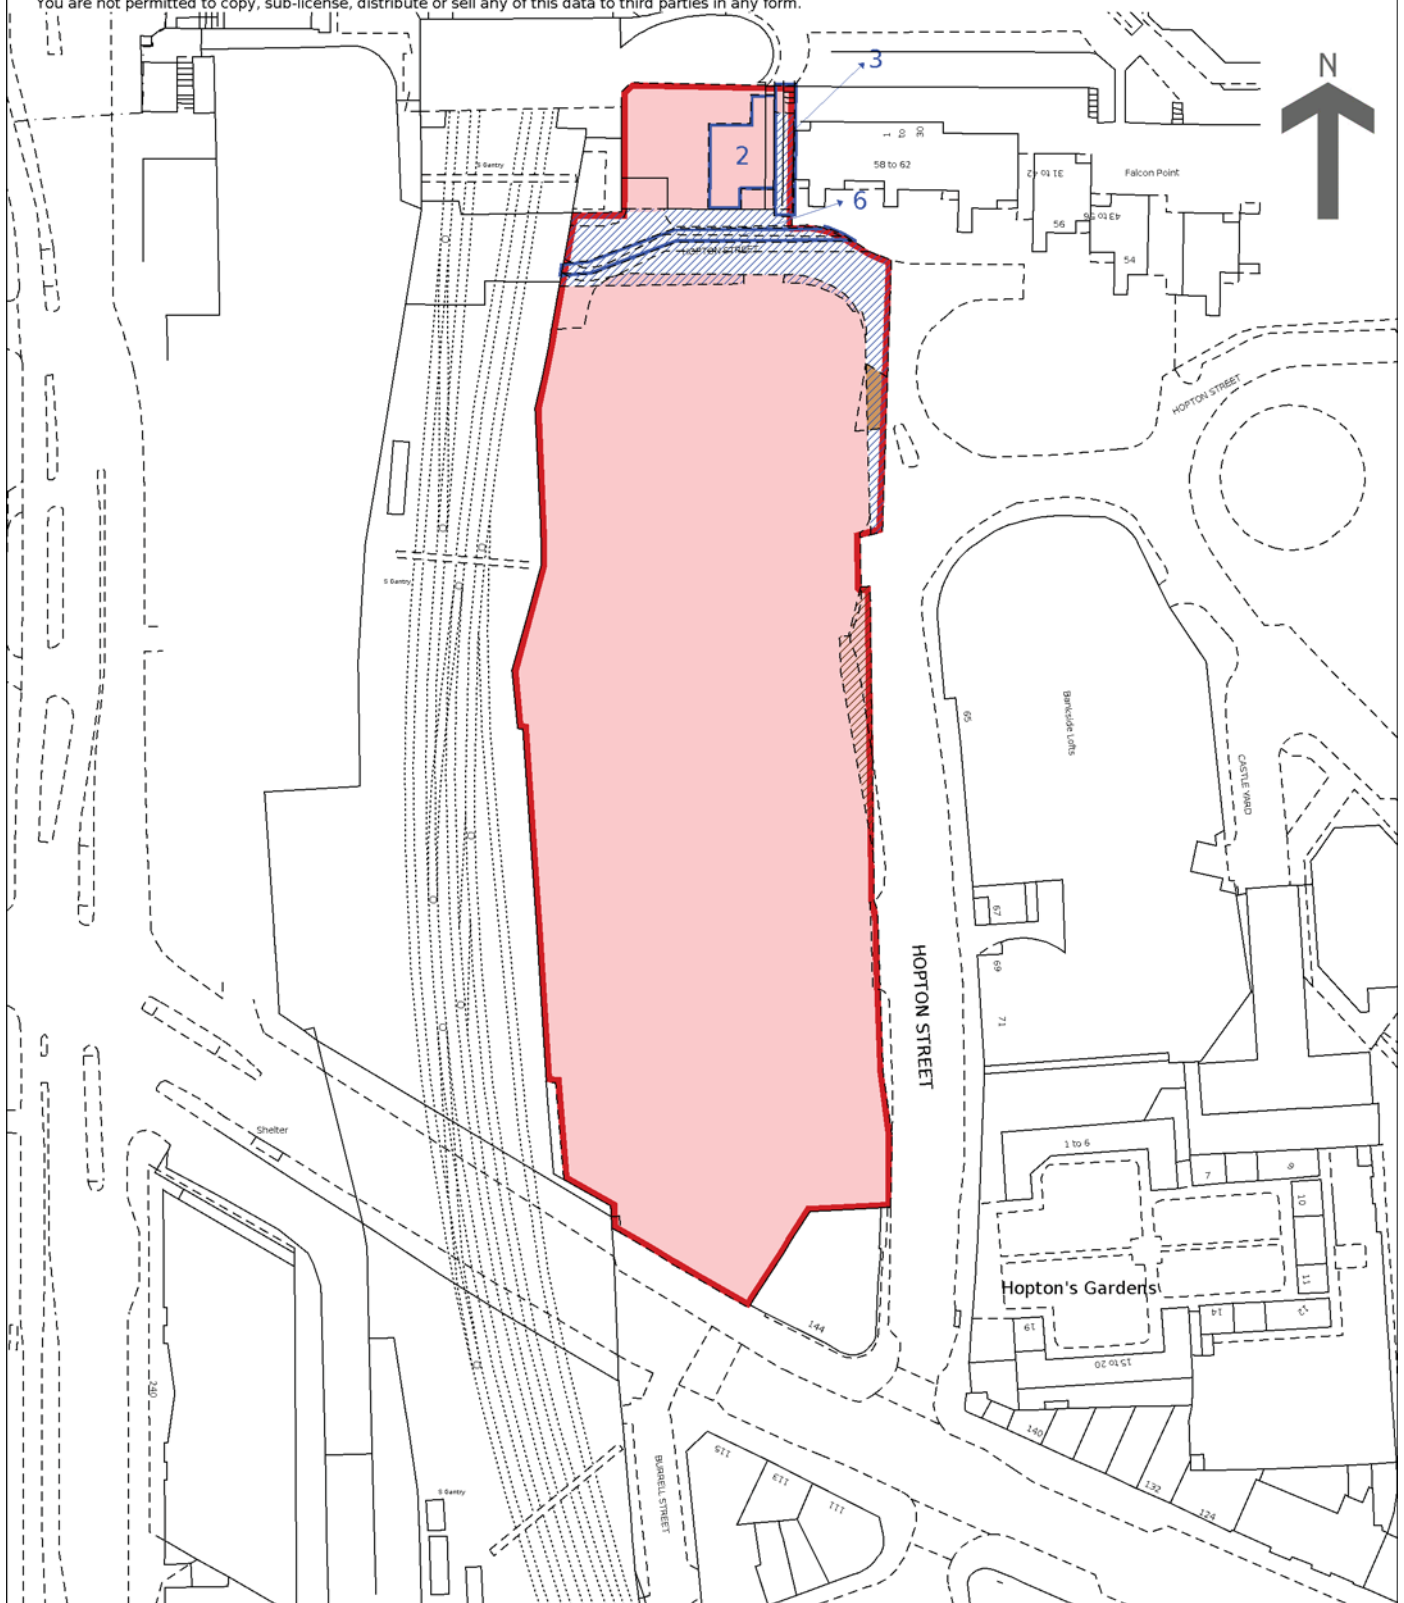 You are not permitted to copy, sub-license, distribute or sell any of this data to third parties in any form.
N
3
1 to 30
2
58 to 62
31 to 42
Falcon Point
S Gantry
6
56
43 to 56
HOPTON STREET
54
HOPTON STREET
S Gantry
65
Bankside Lofts
CASTLE YARD
67
69
HOPTON STREET
71
Shelter
1 to 6
7
9
10
11
Hopton's Gardens
14
12
19
144
15 to 20
240
140
115
113
111
132
124
BURRELL STREET
S Gantry